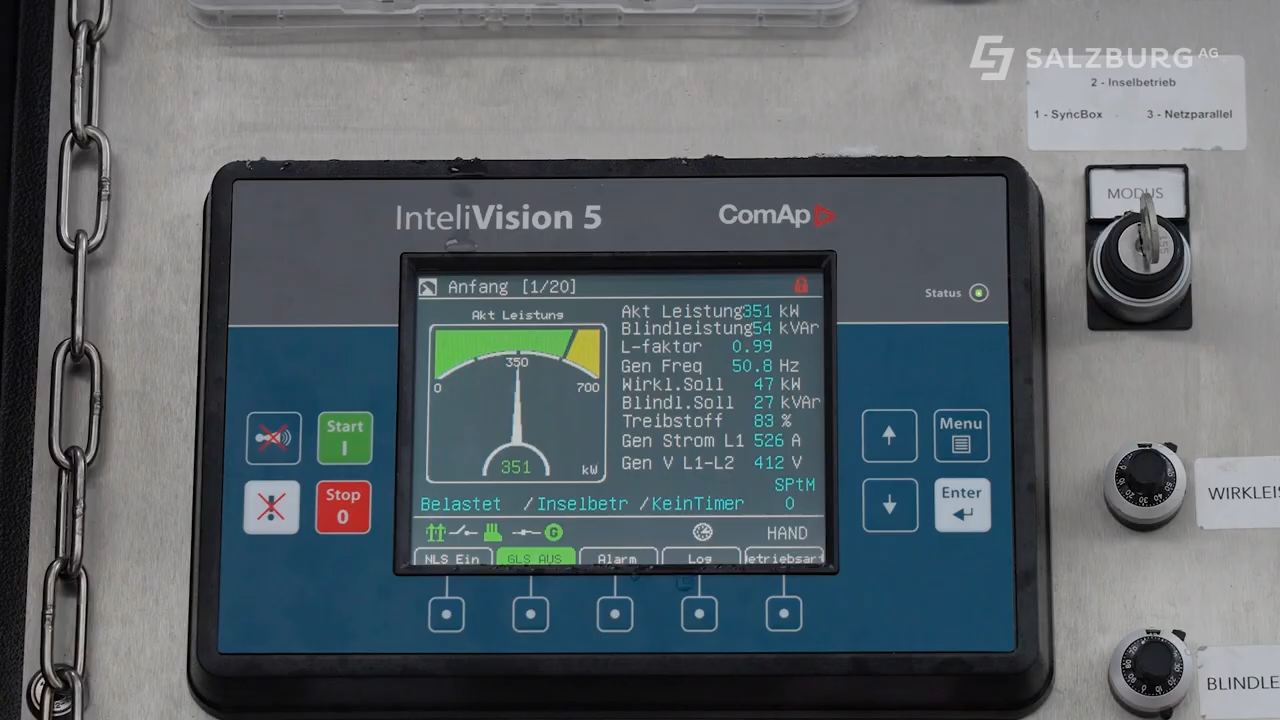 SALZBURG AG
2 - Inselbetrieb
1 - SyncBox
3 - Netzparallel
MODUS
InteliVision 5
ComAp
Status
Anfang [1/20]
Akt Leistung
350
0
700
351
kW
Akt Leistung 351 kW
Blindleistung 54 kVAr
L-faktor 0.99
Gen Freq 50.8 Hz
Wirkl.Soll 47 kW
Blindl.Soll 27 kVAr
Treibstoff 83 %
Gen Strom L1 526 A
Gen V L1-L2 412 V
SPtM
Belastet /Inselbetr /KeinTimer 0
G
HAND
NLS Ein
GLS AUS
Alarm
Log
etriebsart
Start
I
Stop
0
Menu
Enter
WIRKLEIS
BLINDLE